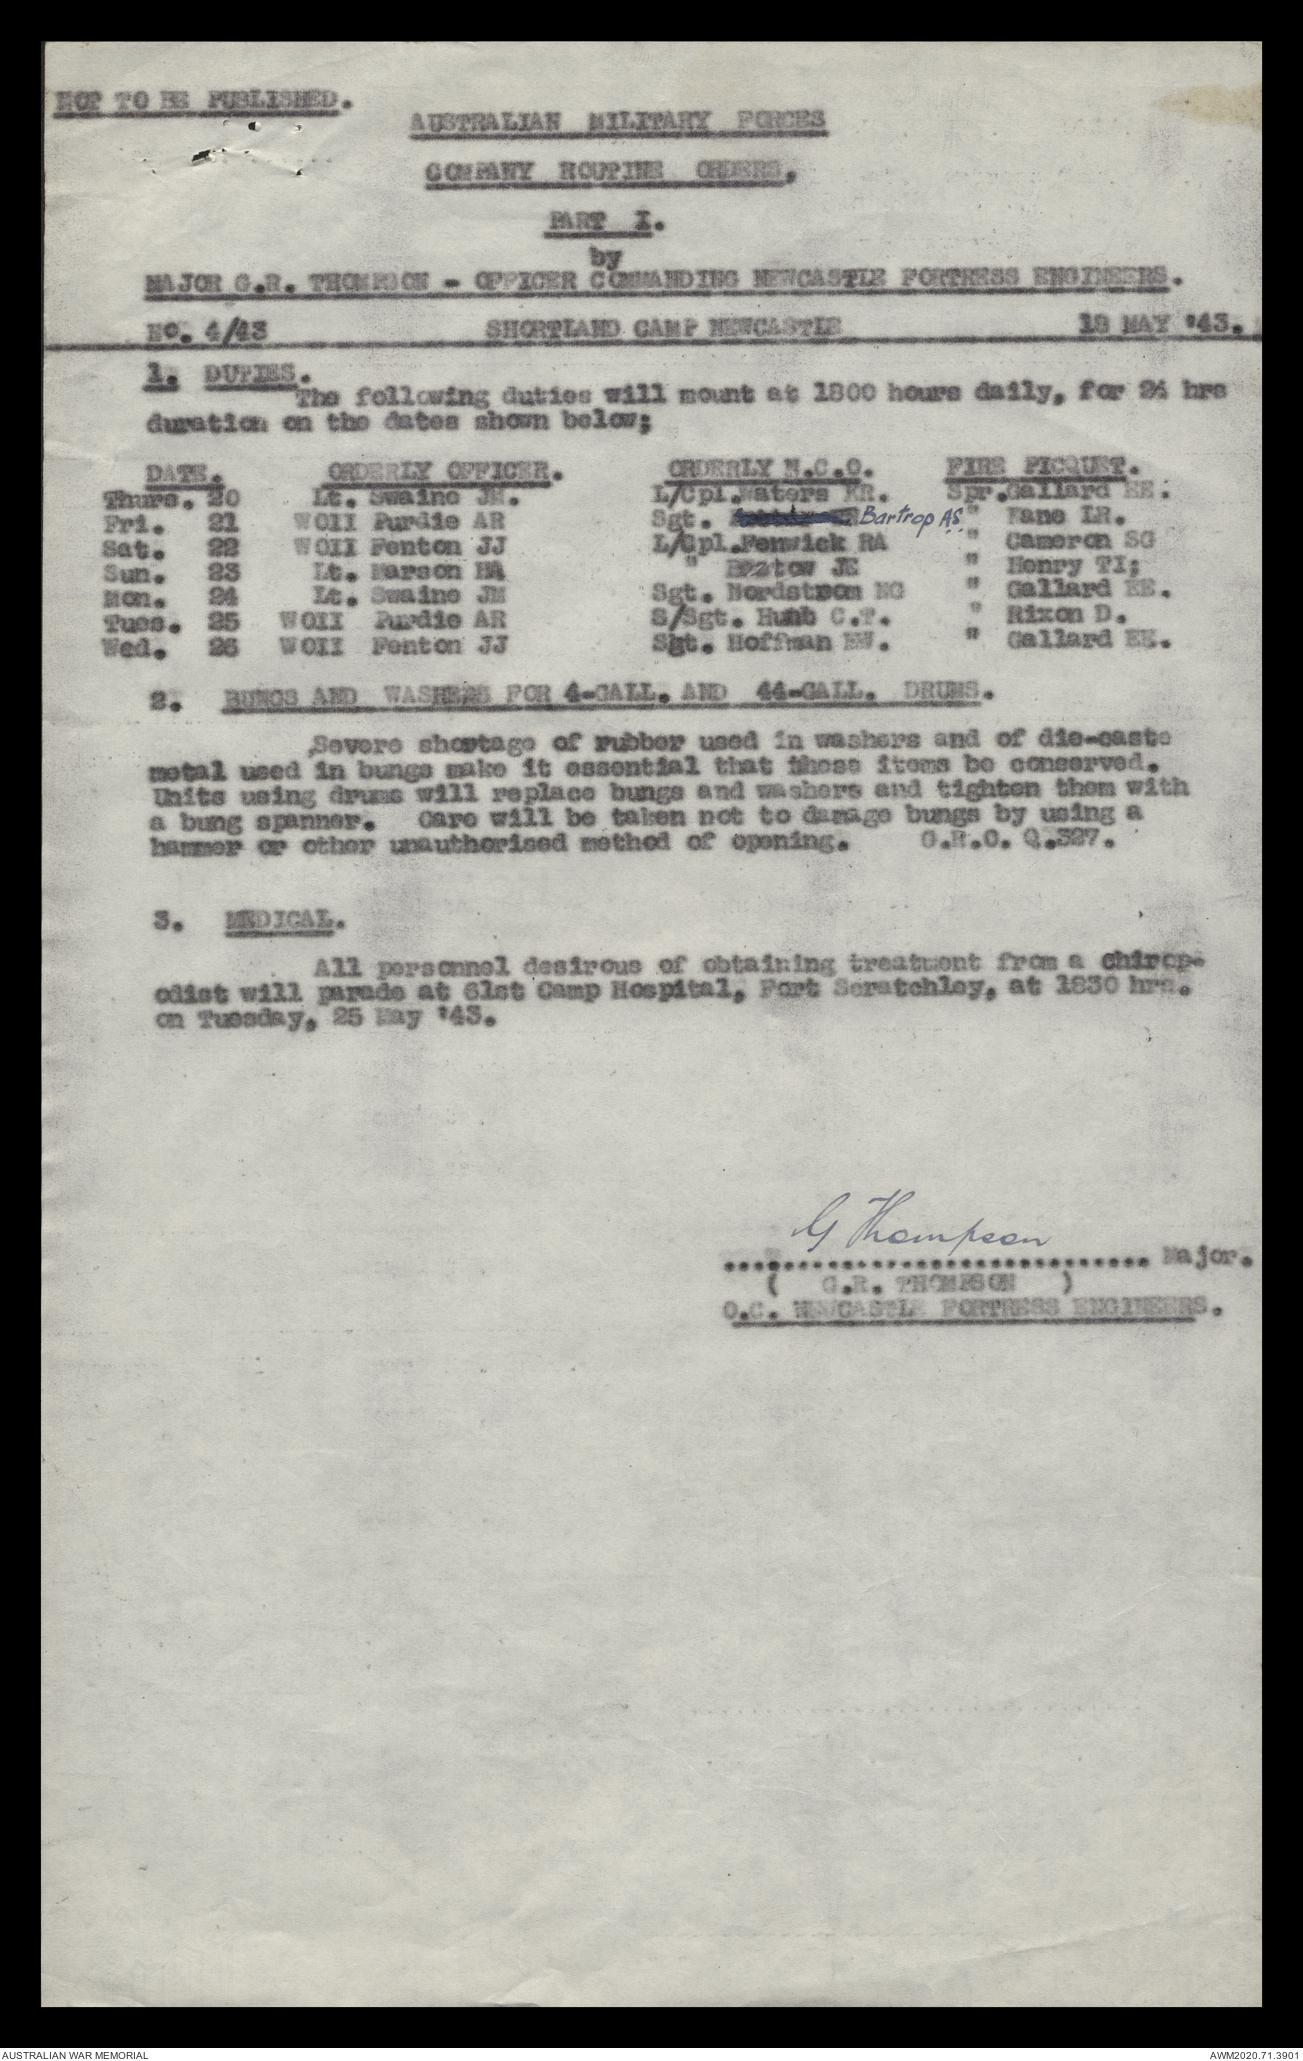 NOT TO BE PUBLISHED.
AUSTRALIAN MILITARY FORCES
COMPANY ROUTINE ORDERS.
PART I.
by
MAJOR G.R. THOMPSON - OFFICER COMMANDING NEWCASTLE FORTRESS ENGINEERS.
No. 4/43 SHORTLAND CAMP NEWCASTLE 18 MAY '43.
1. DUTIES.
The following duties will mount at 1800 hours daily, for 24 hrs
duration on the dates shown below;
DATE. ORDERLY OFFICER. ORDERLY N.C.O. FIRE PICQUET.
Thurs. 20 Lt. Swaine JM. L/Cpl.Waters KR. Spr.Gallard EE.
Fri. 21 WOII Purdie AR Sgt. Bartrop AS. " Kane LR.
Sat. 22 WOII Fenton JJ L/Cpl.Fenwick RA " Cameron SG
Sun. 23 Lt. Marson HA " JE " Henry TI;
Mon. 24 Lt. Swaine JM Sgt. Nordstrom NG " Gallard EE.
Tues. 25 WOII Purdie AR S/Sgt. Hunb C.T. " Rixon D.
Wed. 26 WOII Fenton JJ Sgt. Hoffman EW. " Gallard EE.
2. BUNGS AND WASHERS FOR 4-GALL. AND 44-GALL. DRUMS.
Severe shortage of rubber used in washers and of die-caste
metal used in bungs make it essential that these items be conserved.
Units using drums will replace bungs and washers and tighten them with
a bung spanner. Care will be taken not to damage bungs by using a
hammer or other unauthorised method of opening. G.R.O. Q.327.
3. MEDICAL.
All personnel desirous of obtaining treatment from a chirop-
odist will parade at 61st Camp Hospital, Fort Scratchley, at 1830 hrs.
on Tuesday, 25 May '43.
G Thompson
.............................. Major.
( G.R. THOMPSON )
O.C. NEWCASTLE FORTRESS ENGINEERS.
AUSTRALIAN WAR MEMORIAL AWM2020.71.3901